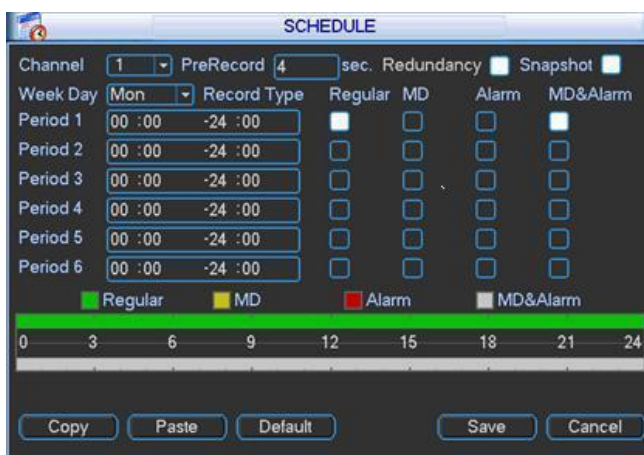 SCHEDULE
Channel 1 PreRecord 4 sec. Redundancy Snapshot
Week Day Mon Record Type Regular MD Alarm MD&Alarm
Period 1 00 :00 -24 :00
Period 2 00 :00 -24 :00
Period 3 00 :00 -24 :00
Period 4 00 :00 -24 :00
Period 5 00 :00 -24 :00
Period 6 00 :00 -24 :00
Regular MD Alarm MD&Alarm
0 3 6 9 12 15 18 21 24
Copy Paste Default Save Cancel